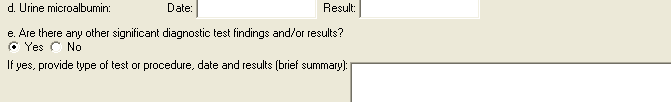 d. Urine microalbumin: Date: Result:
e. Are there any other significant diagnostic test findings and/or results?
Yes No
If yes, provide type of test or procedure, date and results (brief summary):